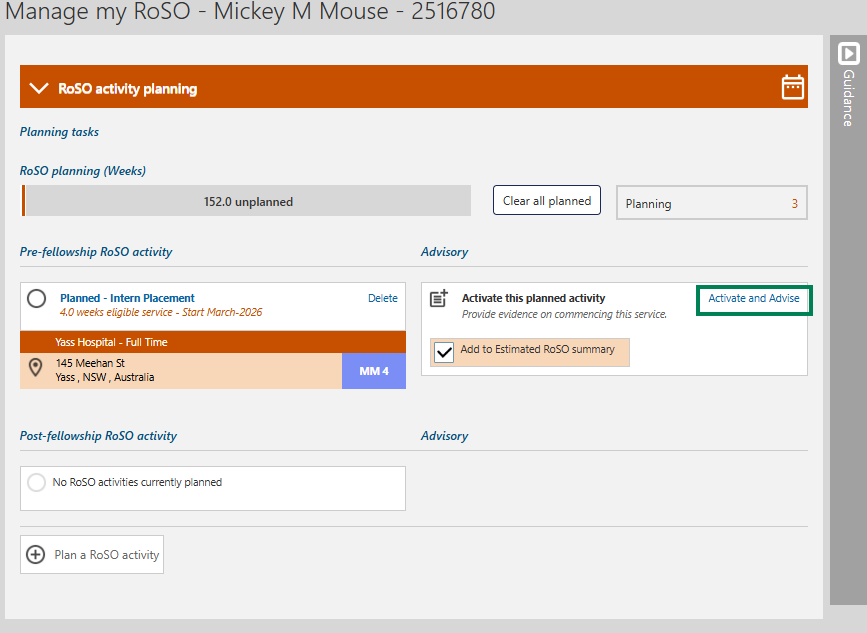 Manage my RoSO - Mickey M Mouse - 2516780
RoSO activity planning
Guidance
Planning tasks
RoSO planning (Weeks)
152.0 unplanned
Clear all planned
Planning 3
Pre-fellowship RoSO activity
Advisory
Planned - Intern Placement
Delete
4.0 weeks eligible service - Start March-2026
Yass Hospital - Full Time
145 Meehan St
Yass , NSW , Australia
MM 4
Activate this planned activity
Activate and Advise
Provide evidence on commencing this service.
Add to Estimated RoSO summary
Post-fellowship RoSO activity
Advisory
No RoSO activities currently planned
Plan a RoSO activity